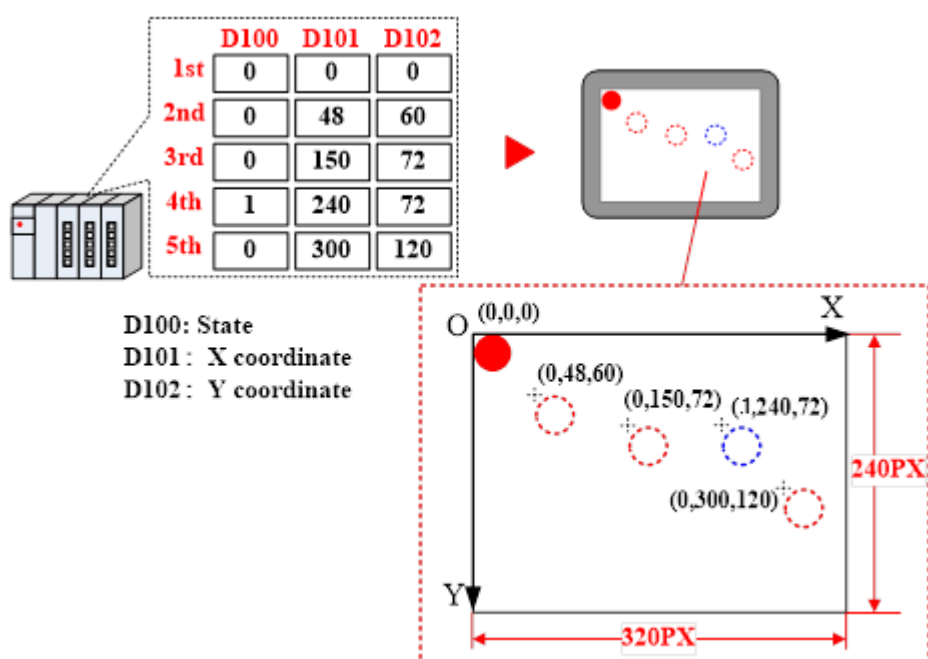 D100 D101 D102
1st 0 0 0
2nd 0 48 60
3rd 0 150 72
4th 1 240 72
5th 0 300 120
D100: State
D101: X coordinate
D102: Y coordinate
O (0,0,0) X
(0,48,60)
(0,150,72) (1,240,72)
240PX
(0,300,120)
Y
320PX